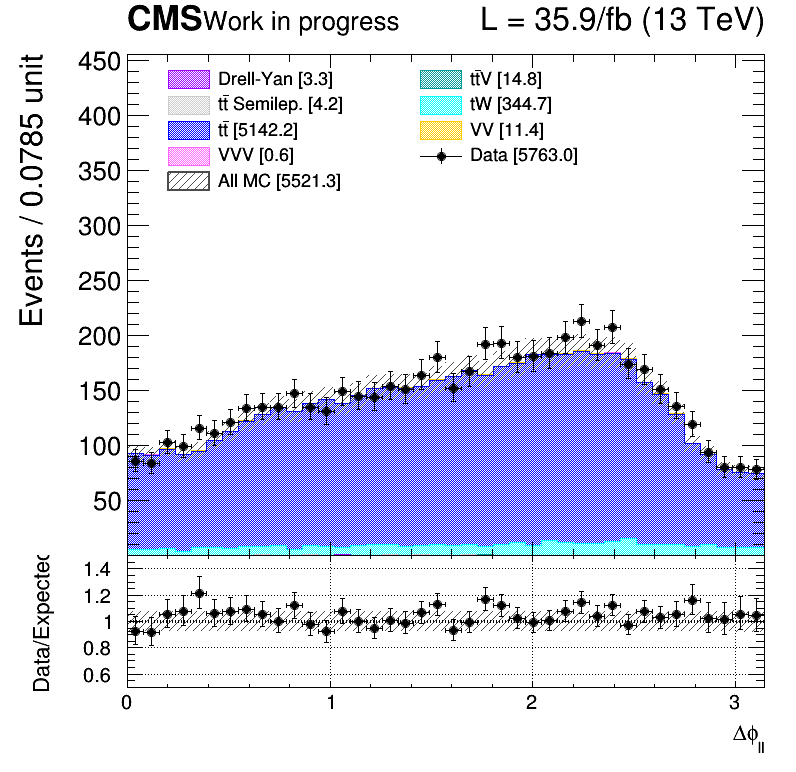 CMS Work in progress L = 35.9/fb (13 TeV)
Events / 0.0785 unit
450
400
350
300
250
200
150
100
50
Drell-Yan [3.3]
tt̄ Semilep. [4.2]
tt̄ [5142.2]
VVV [0.6]
All MC [5521.3]
tt̄V [14.8]
tW [344.7]
VV [11.4]
Data [5763.0]
Data/Expected
1.4
1.2
1
0.8
0.6
0 1 2 3
Δϕ_ll